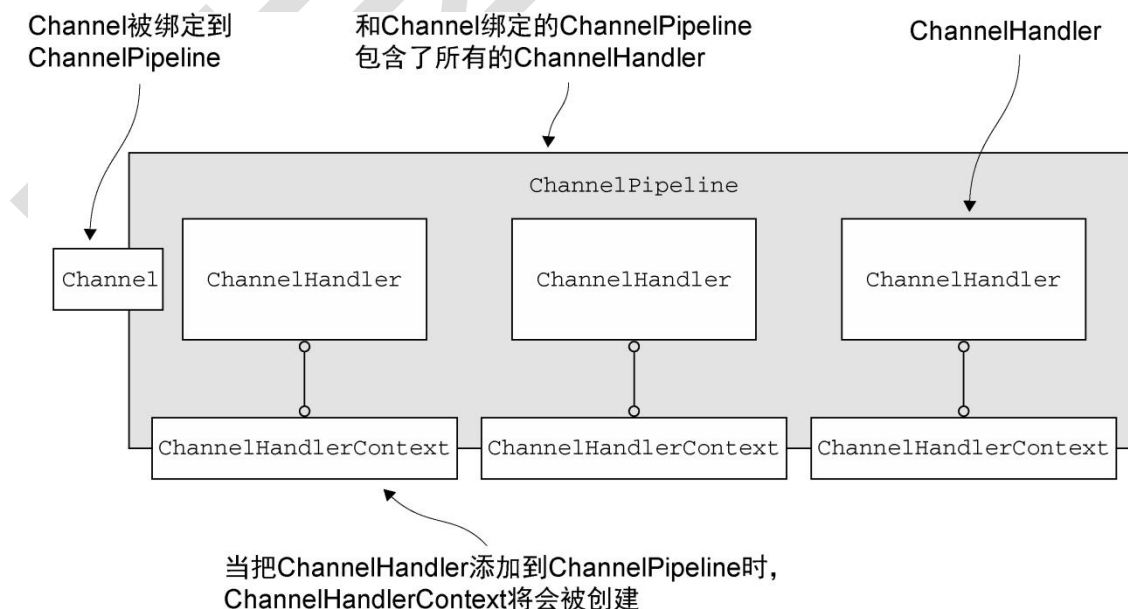 Channel被绑定到
ChannelPipeline
和Channel绑定的ChannelPipeline
包含了所有的ChannelHandler
ChannelHandler
ChannelPipeline
Channel
ChannelHandler
ChannelHandler
ChannelHandler
ChannelHandlerContext
ChannelHandlerContext
ChannelHandlerContext
当把ChannelHandler添加到ChannelPipeline时，
ChannelHandlerContext将会被创建